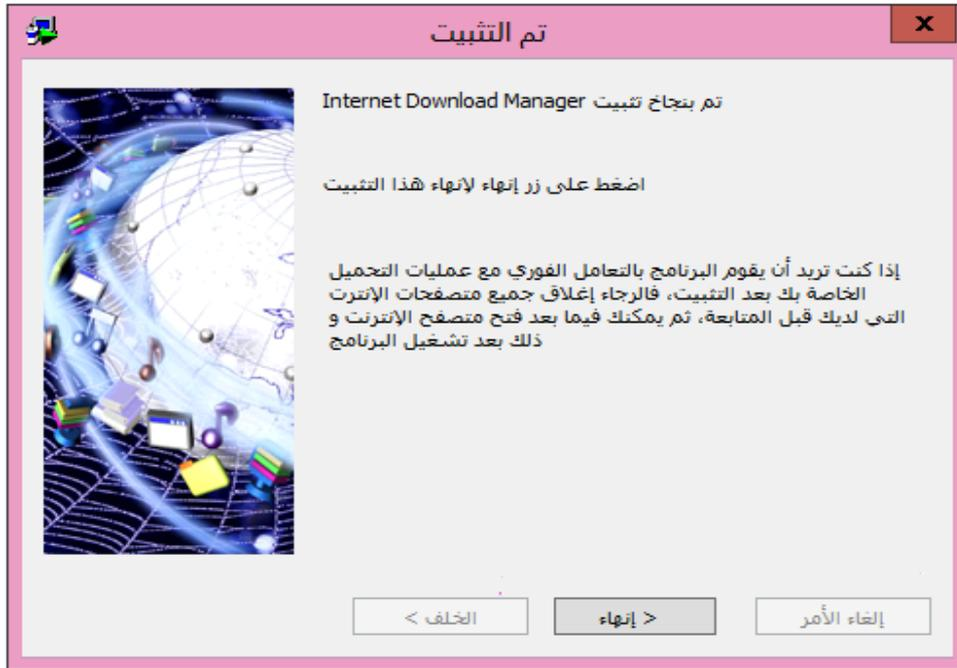 تم التثبيت
x
تم بنجاخ تثبيت Internet Download Manager
اضغط على زر إنهاء لإنهاء هذا التثبيت
إذا كنت تريد أن يقوم البرنامج بالتعامل الفوري مع عمليات التحميل
الخاصة بك بعد التثبيت، فالرجاء إغلاق جميع متصفحات الإنترت
التي لديك قبل المتابعة، ثم يمكنك فيما بعد فتح متصفح الإنترنت و
ذلك بعد تشغيل البرنامج
< الخلف
إنهاء >
إلغاء الأمر